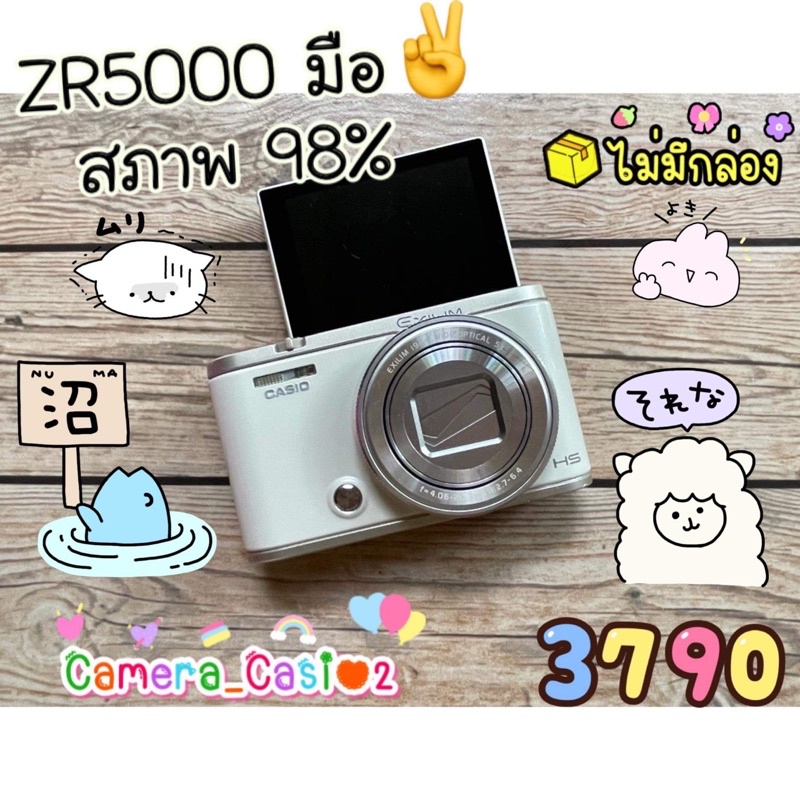 ZR5000 มือ✌️
สภาพ 98%
ไม่มีกล่อง
ムリ
よき
NU MA
沼
EXILIM
CASIO
それな
HS
Camera_Casio2
3790